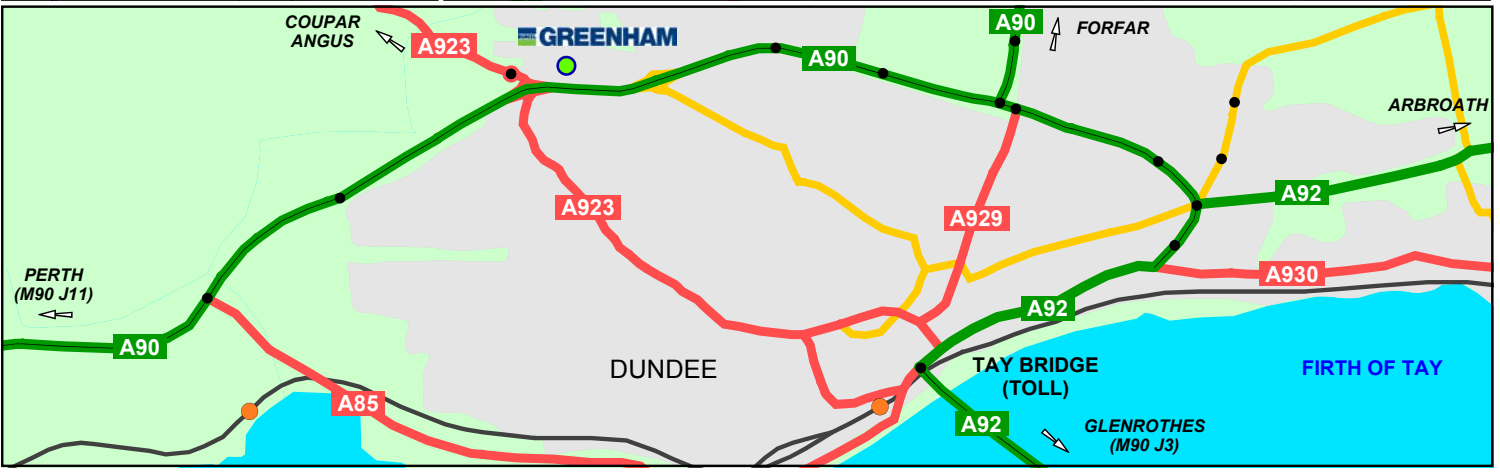 COUPAR
ANGUS
A923
GREENHAM
A90
A90
FORFAR
ARBROATH
A923
A929
A92
PERTH
(M90 J11)
A90
A930
A92
DUNDEE
TAY BRIDGE
(TOLL)
FIRTH OF TAY
A85
A92
GLENROTHES
(M90 J3)